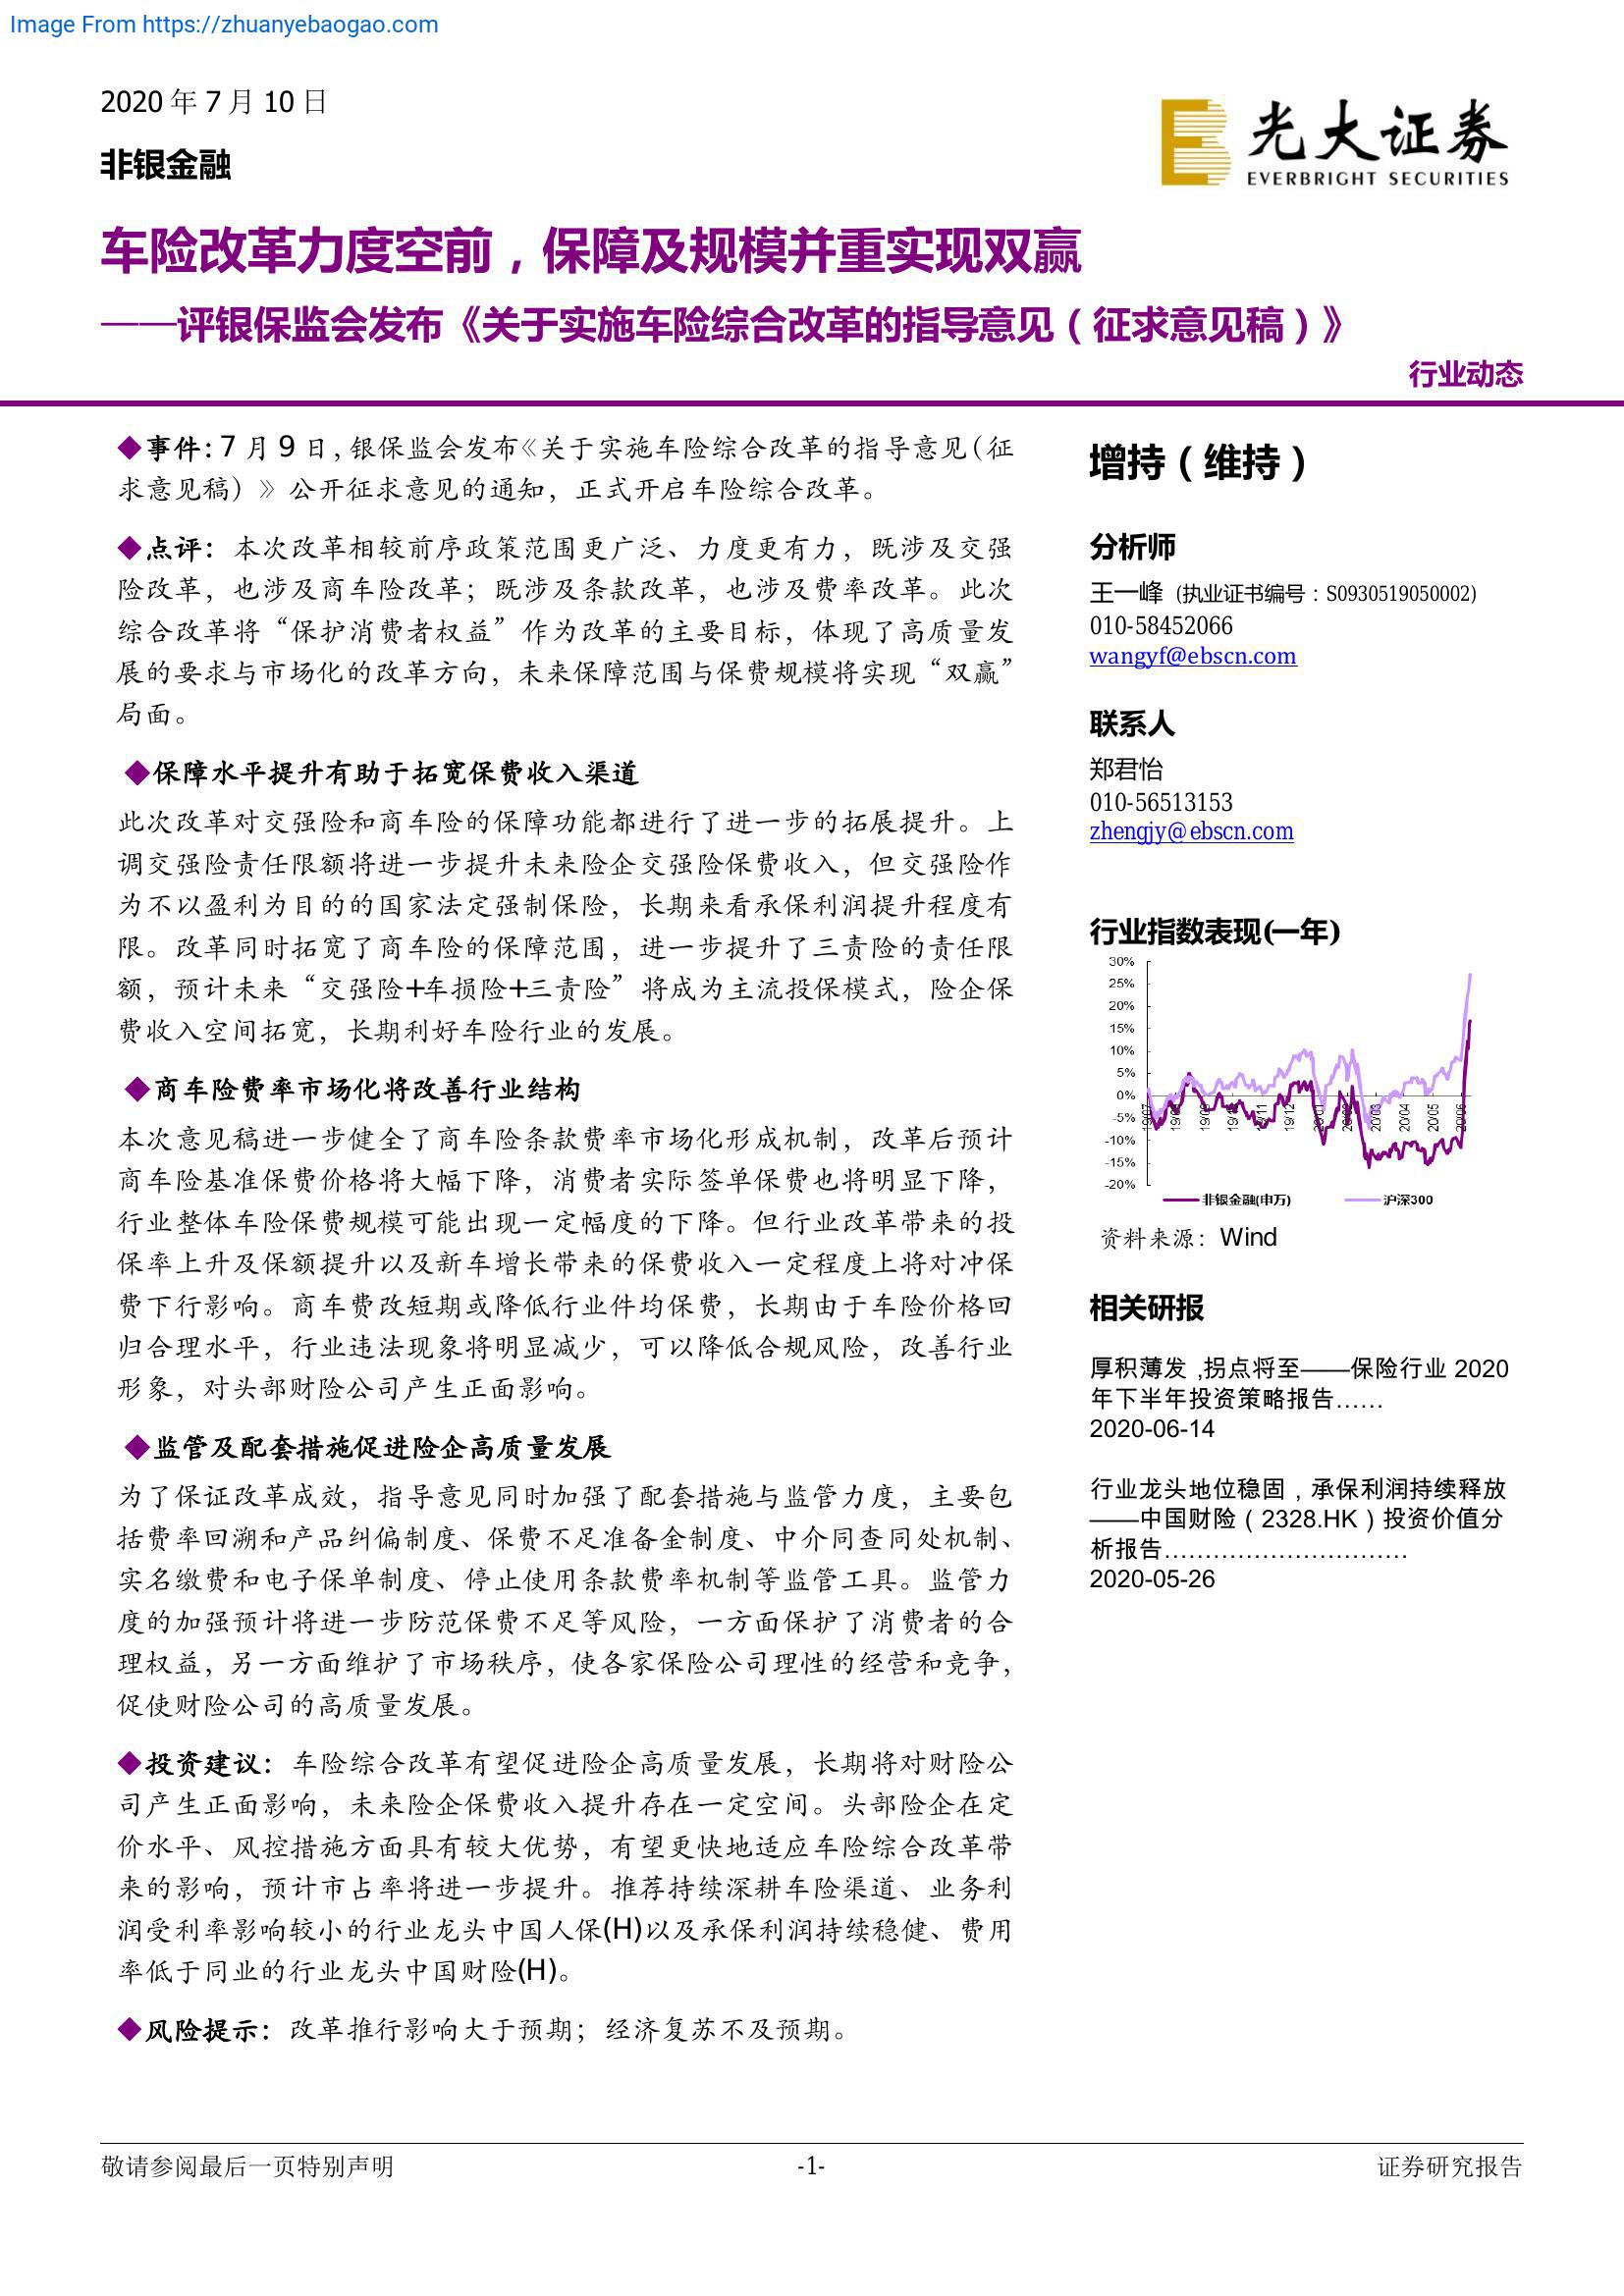 Image From https://zhuanyebaogao.com
2020 年 7 月 10 日
非银金融
光大证券
EVERBRIGHT SECURITIES
车险改革力度空前，保障及规模并重实现双赢
——评银保监会发布《关于实施车险综合改革的指导意见（征求意见稿）》
行业动态
◆事件：7 月 9 日，银保监会发布《关于实施车险综合改革的指导意见（征
求意见稿）》公开征求意见的通知，正式开启车险综合改革。
◆点评：本次改革相较前序政策范围更广泛、力度更有力，既涉及交强
险改革，也涉及商车险改革；既涉及条款改革，也涉及费率改革。此次
综合改革将“保护消费者权益”作为改革的主要目标，体现了高质量发
展的要求与市场化的改革方向，未来保障范围与保费规模将实现“双赢”
局面。
◆保障水平提升有助于拓宽保费收入渠道
此次改革对交强险和商车险的保障功能都进行了进一步的拓展提升。上
调交强险责任限额将进一步提升未来险企交强险保费收入，但交强险作
为不以盈利为目的的国家法定强制保险，长期来看承保利润提升程度有
限。改革同时拓宽了商车险的保障范围，进一步提升了三责险的责任限
额，预计未来“交强险+车损险+三责险”将成为主流投保模式，险企保
费收入空间拓宽，长期利好车险行业的发展。
◆商车险费率市场化将改善行业结构
本次意见稿进一步健全了商车险条款费率市场化形成机制，改革后预计
商车险基准保费价格将大幅下降，消费者实际签单保费也将明显下降，
行业整体车险保费规模可能出现一定幅度的下降。但行业改革带来的投
保率上升及保额提升以及新车增长带来的保费收入一定程度上将对冲保
费下行影响。商车费改短期或降低行业件均保费，长期由于车险价格回
归合理水平，行业违法现象将明显减少，可以降低合规风险，改善行业
形象，对头部财险公司产生正面影响。
◆监管及配套措施促进险企高质量发展
为了保证改革成效，指导意见同时加强了配套措施与监管力度，主要包
括费率回溯和产品纠偏制度、保费不足准备金制度、中介同查同处机制、
实名缴费和电子保单制度、停止使用条款费率机制等监管工具。监管力
度的加强预计将进一步防范保费不足等风险，一方面保护了消费者的合
理权益，另一方面维护了市场秩序，使各家保险公司理性的经营和竞争，
促使财险公司的高质量发展。
◆投资建议：车险综合改革有望促进险企高质量发展，长期将对财险公
司产生正面影响，未来险企保费收入提升存在一定空间。头部险企在定
价水平、风控措施方面具有较大优势，有望更快地适应车险综合改革带
来的影响，预计市占率将进一步提升。推荐持续深耕车险渠道、业务利
润受利率影响较小的行业龙头中国人保(H)以及承保利润持续稳健、费用
率低于同业的行业龙头中国财险(H)。
◆风险提示：改革推行影响大于预期；经济复苏不及预期。
增持（维持）
分析师
王一峰 (执业证书编号：S0930519050002)
010-58452066
wangyf@ebscn.com
联系人
郑君怡
010-56513153
zhengjy@ebscn.com
行业指数表现(一年)
30%
25%
20%
15%
10%
5%
0%
-5%
-10%
-15%
-20%
19/07 19/09 19/11 19/12 20/01 20/03 20/04 20/05 20/06
非银金融(申万) 沪深300
资料来源：Wind
相关研报
厚积薄发,拐点将至——保险行业 2020
年下半年投资策略报告……
2020-06-14
行业龙头地位稳固，承保利润持续释放
——中国财险（2328.HK）投资价值分
析报告…………………………
2020-05-26
敬请参阅最后一页特别声明
-1-
证券研究报告